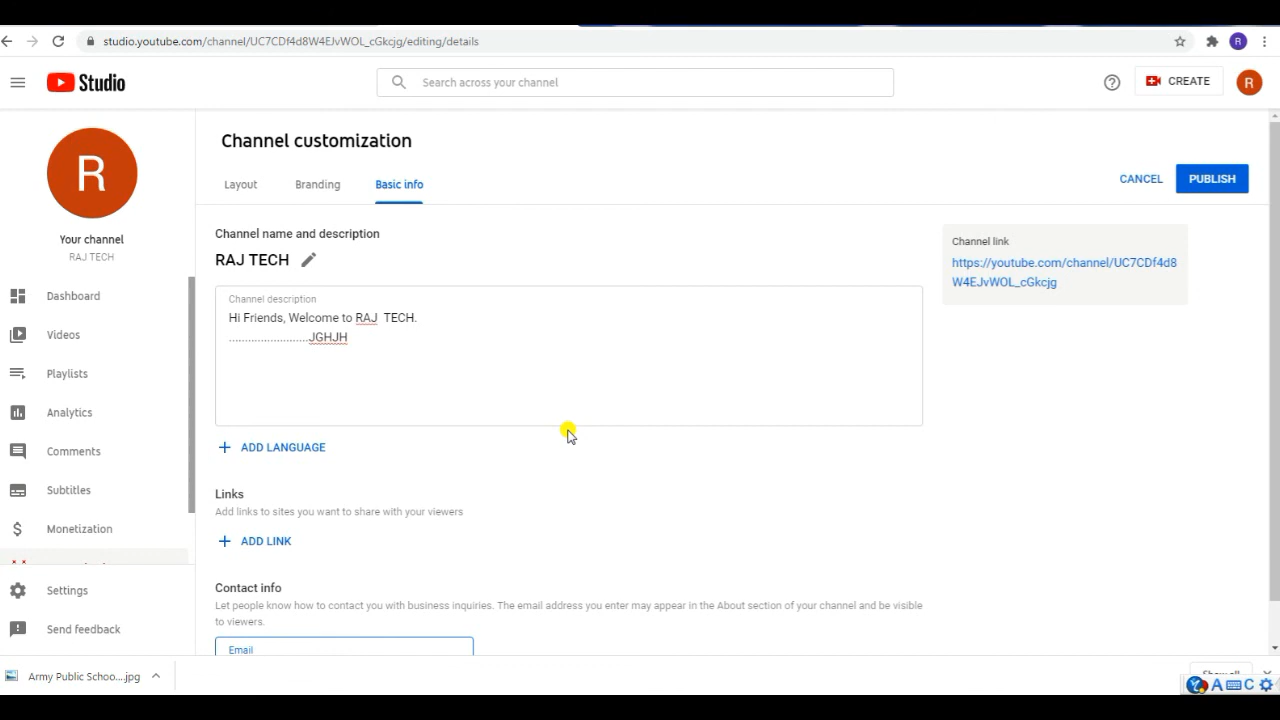 studio.youtube.com/channel/UC7CDf4d8W4EJvWOL_cGkcjg/editing/details
R
Studio
Search across your channel
CREATE
R
R
Your channel
RAJ TECH
Dashboard
Videos
Playlists
Analytics
Comments
Subtitles
Monetization
Settings
Send feedback
Channel customization
Layout
Branding
Basic info
CANCEL
PUBLISH
Channel name and description
RAJ TECH
Channel description
Hi Friends, Welcome to RAJ  TECH.
.........................JGHJH
ADD LANGUAGE
Links
Add links to sites you want to share with your viewers
ADD LINK
Contact info
Let people know how to contact you with business inquiries. The email address you enter may appear in the About section of your channel and be visible
to viewers.
Email
Channel link
https://youtube.com/channel/UC7CDf4d8
W4EJvWOL_cGkcjg
Army Public Schoo....jpg
Show all
A
C